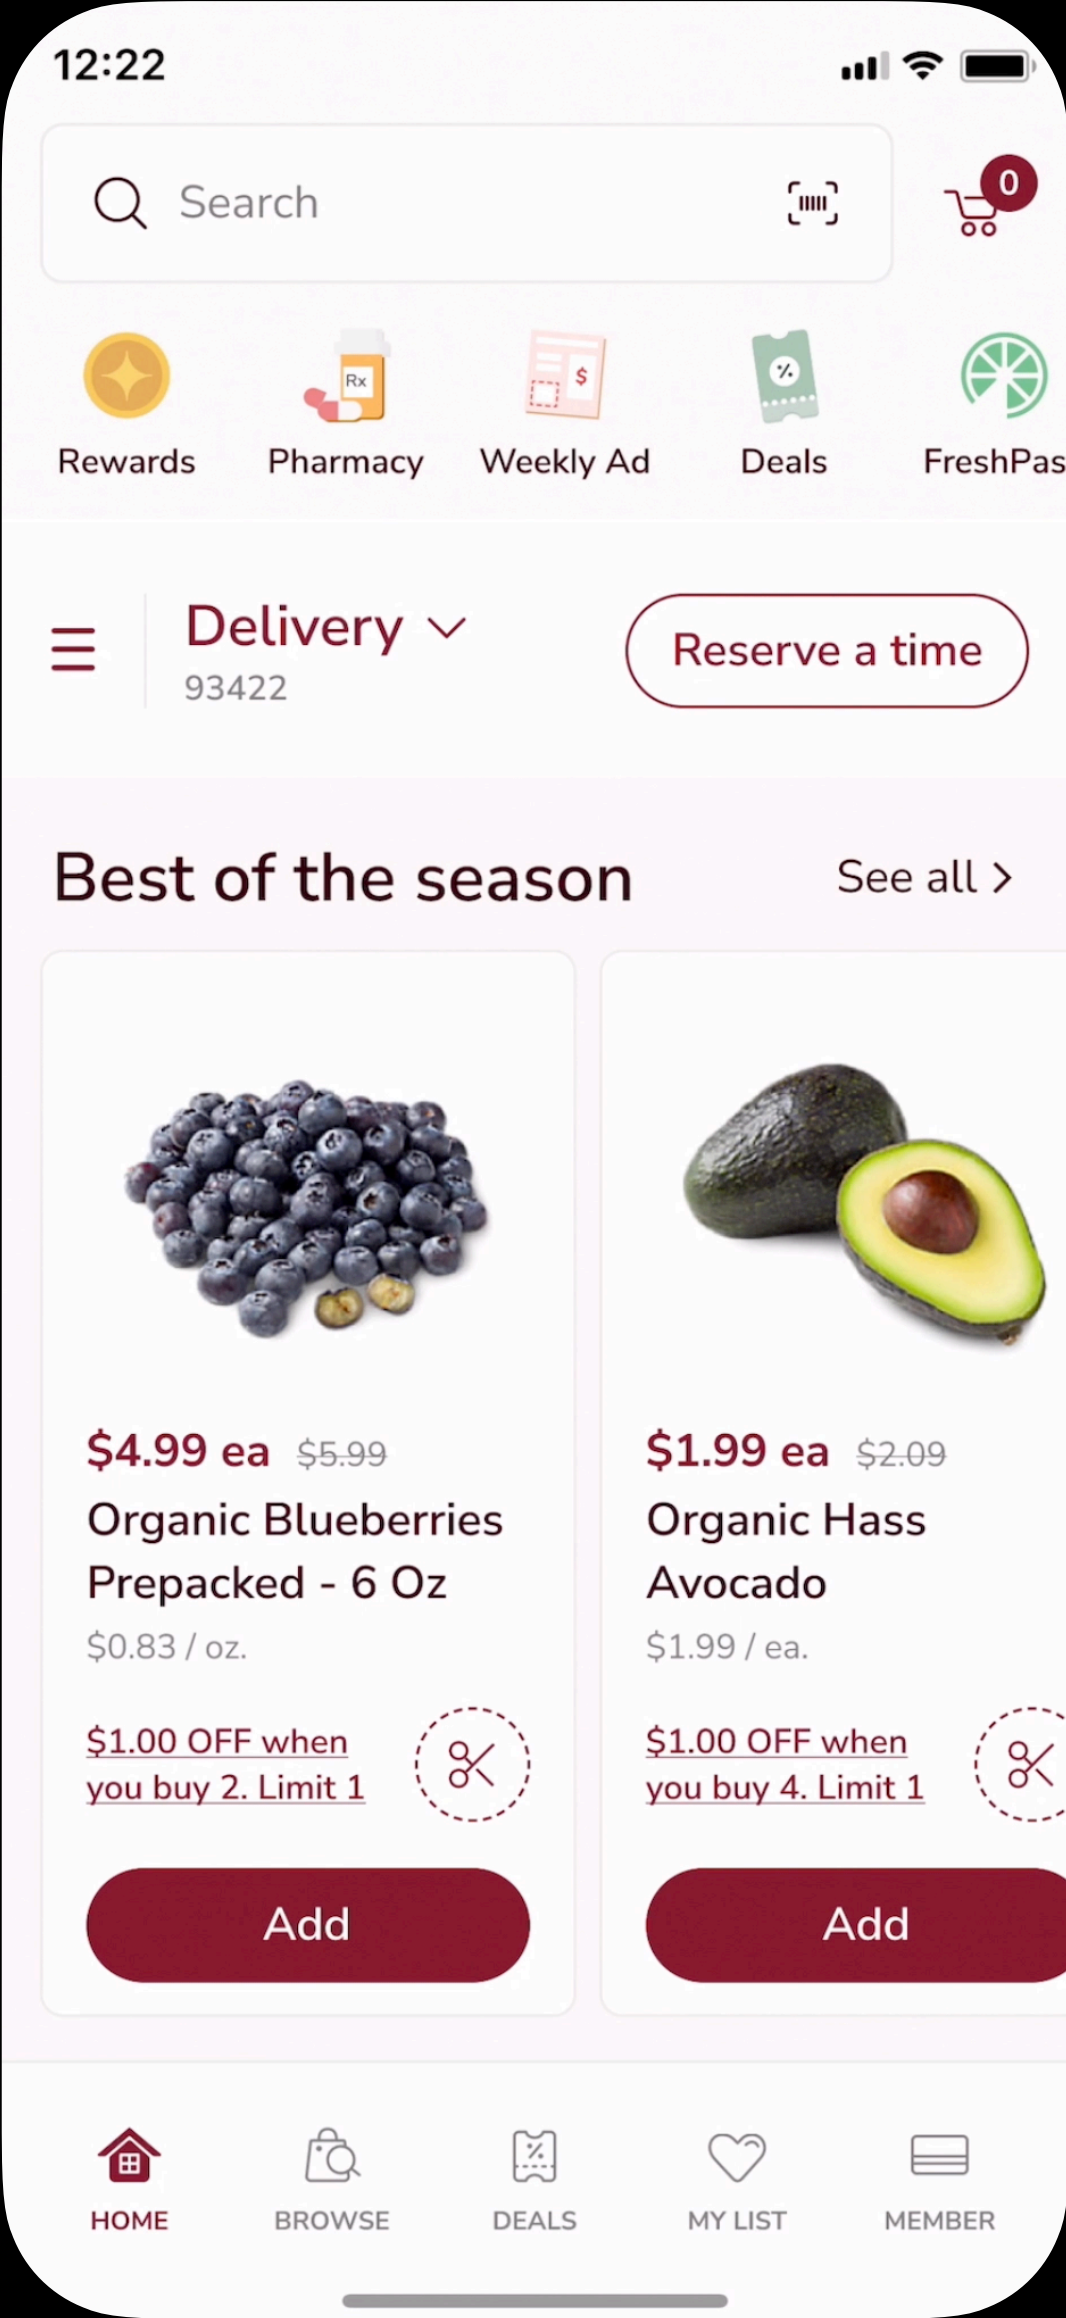 12:22
Search
0
Rx
$
%
Rewards
Pharmacy
Weekly Ad
Deals
FreshPas
Delivery
93422
Reserve a time
Best of the season
See all
$4.99 ea $5.99
Organic Blueberries
Prepacked - 6 Oz
$0.83 / oz.
$1.00 OFF when
you buy 2. Limit 1
Add
$1.99 ea $2.09
Organic Hass
Avocado
$1.99 / ea.
$1.00 OFF when
you buy 4. Limit 1
Add
%
HOME
BROWSE
DEALS
MY LIST
MEMBER